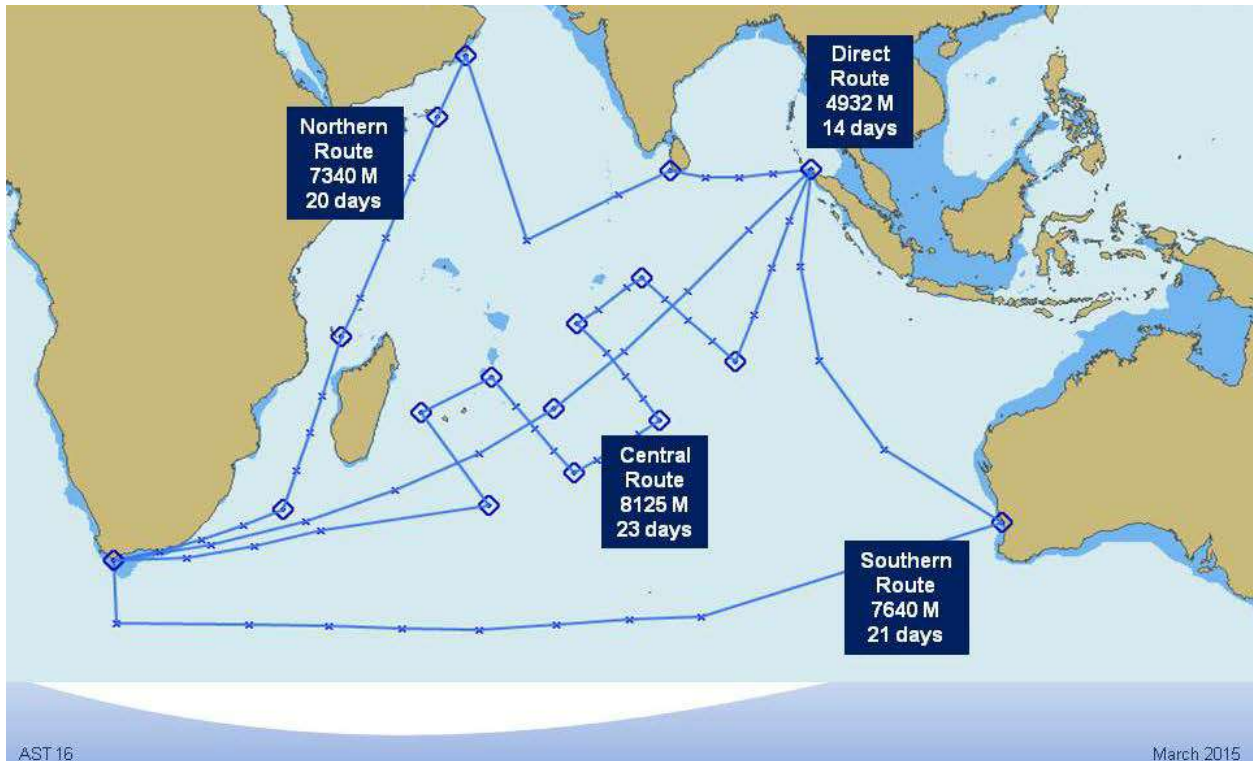 Direct
Route
4932 M
14 days
Northern
Route
7340 M
20 days
Central
Route
8125 M
23 days
Southern
Route
7640 M
21 days
AST 16
March 2015